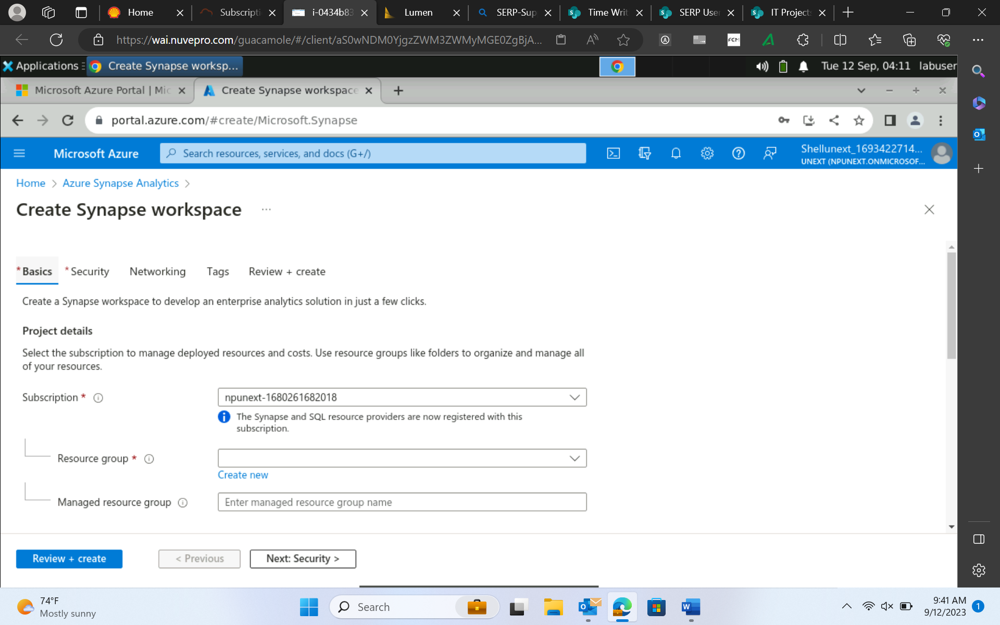 Home
Subscripti
i-0434b83
Lumen
SERP-Sup
Time Writ
SERP User
IT Projects
https://wai.nuvepro.com/guacamole/#/client/aS0wNDM0YjgzZWM3ZWMyMGE0ZgBjA...
FCM
Applications
Create Synapse worksp...
Tue 12 Sep, 04:11 labuser
Microsoft Azure Portal | Mic
Create Synapse workspace
portal.azure.com/#create/Microsoft.Synapse
Microsoft Azure
Search resources, services, and docs (G+/)
Shellunext_1693422714...
UNEXT (NPUNEXT.ONMICROSOF...
Home > Azure Synapse Analytics >
Create Synapse workspace ...
* Basics
* Security
Networking
Tags
Review + create
Create a Synapse workspace to develop an enterprise analytics solution in just a few clicks.
Project details
Select the subscription to manage deployed resources and costs. Use resource groups like folders to organize and manage all
of your resources.
Subscription *
npunext-1680261682018
The Synapse and SQL resource providers are now registered with this
subscription.
Resource group *
Create new
Managed resource group
Enter managed resource group name
Review + create
< Previous
Next: Security >
74°F
Mostly sunny
Search
9:41 AM
9/12/2023
1